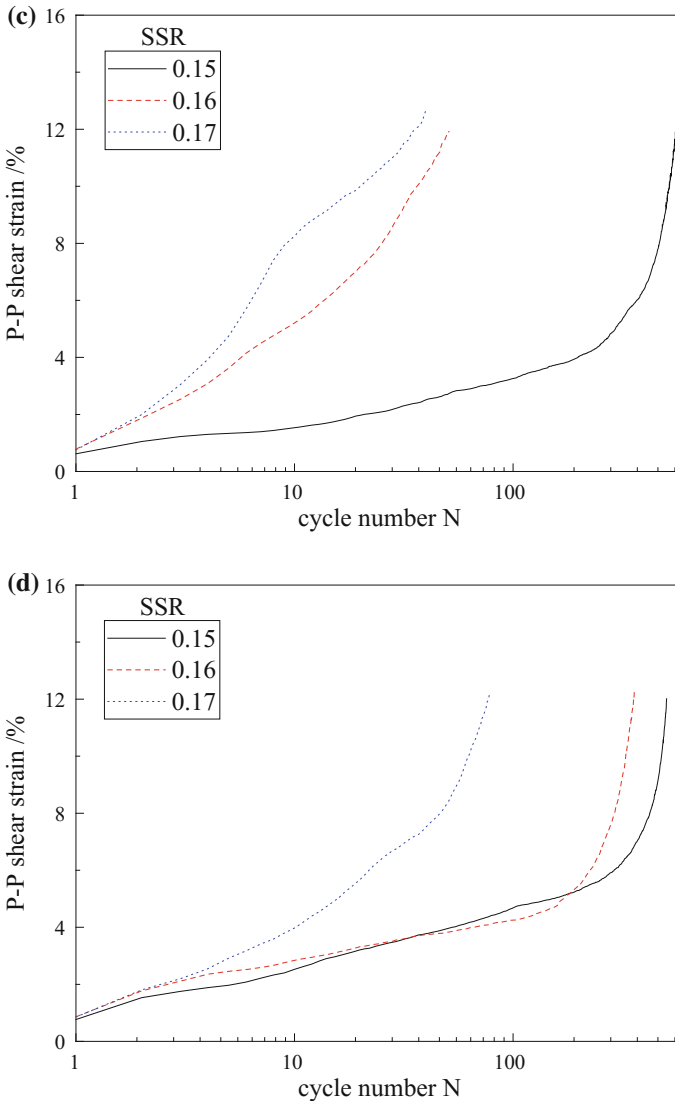 (c)
16
12
8
4
0
P-P shear strain /%
SSR
0.15
0.16
0.17
1
10
100
cycle number N
(d)
16
12
8
4
0
P-P shear strain /%
SSR
0.15
0.16
0.17
1
10
100
cycle number N